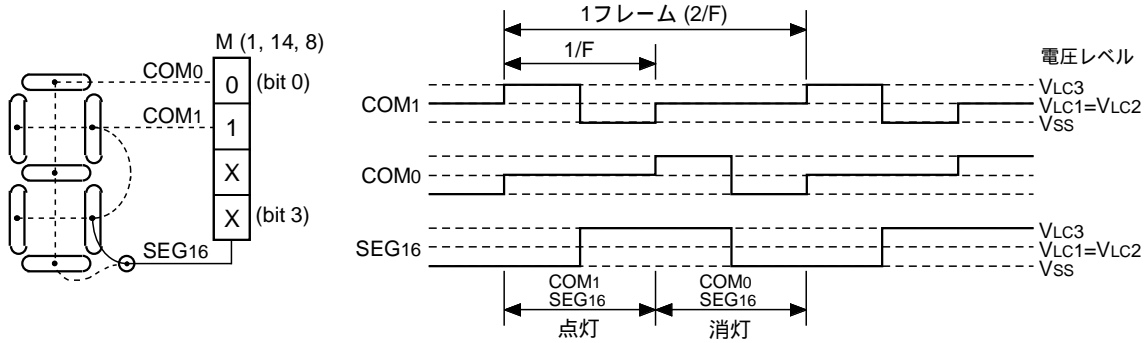 M (1, 14, 8)
COM0
0
(bit 0)
COM1
1
X
X
(bit 3)
SEG16
1フレーム (2/F)
1/F
電圧レベル
COM1
VLC3
VLC1=VLC2
VSS
COM0
SEG16
VLC3
VLC1=VLC2
VSS
COM1 COM0
SEG16 SEG16
点灯 消灯